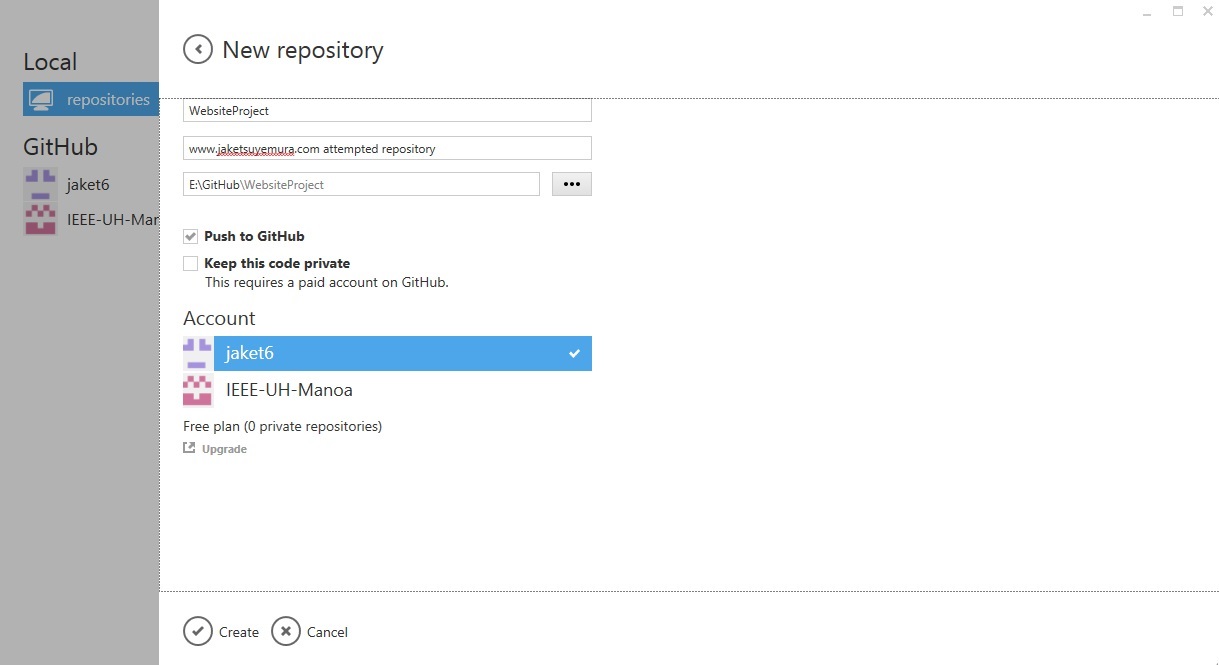 Local
repositories
GitHub
jaket6
IEEE-UH-Mar
New repository
WebsiteProject
www.jaketsuyemura.com attempted repository
E:\GitHub\WebsiteProject
Push to GitHub
Keep this code private
This requires a paid account on GitHub.
Account
jaket6
IEEE-UH-Manoa
Free plan (0 private repositories)
Upgrade
Create
Cancel